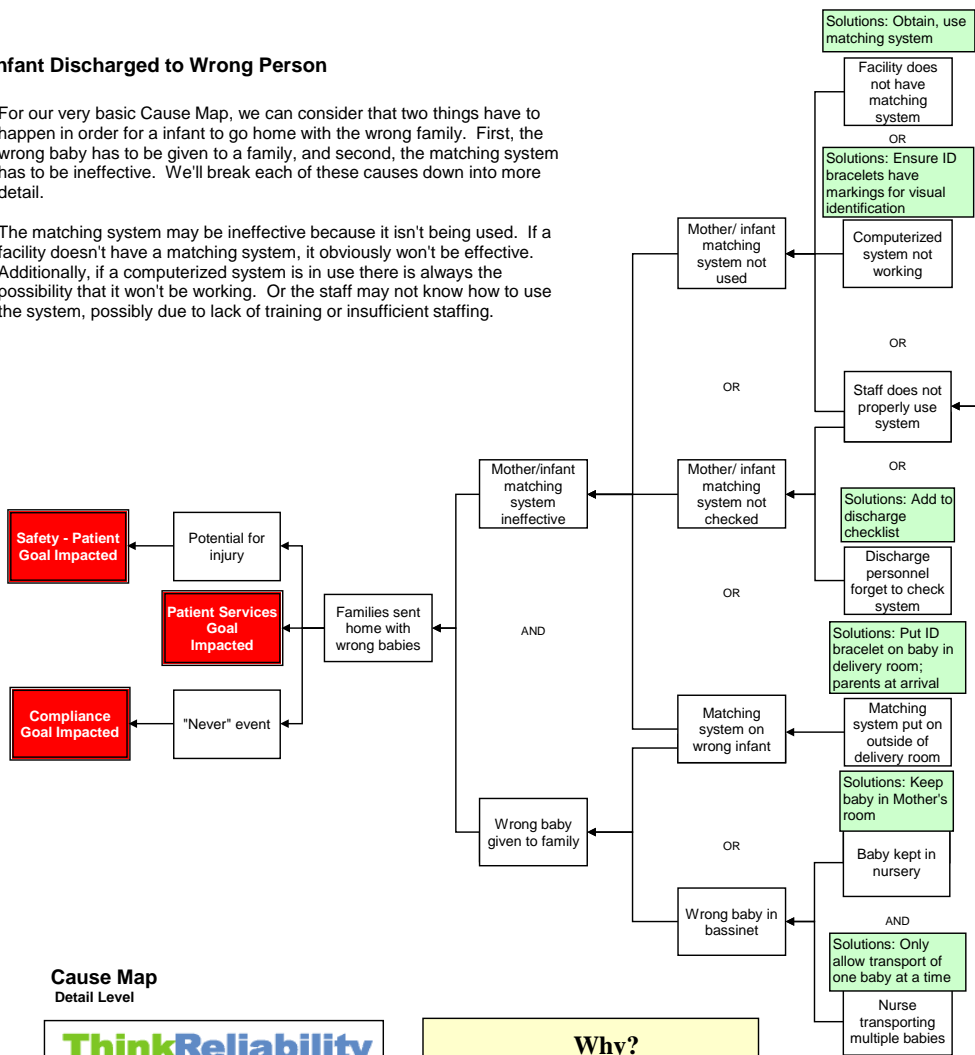 nfant Discharged to Wrong Person
For our very basic Cause Map, we can consider that two things have to
happen in order for a infant to go home with the wrong family.  First, the
wrong baby has to be given to a family, and second, the matching system
has to be ineffective.  We'll break each of these causes down into more
detail.
The matching system may be ineffective because it isn't being used.  If a
facility doesn't have a matching system, it obviously won't be effective.
Additionally, if a computerized system is in use there is always the
possibility that it won't be working.  Or the staff may not know how to use
the system, possibly due to lack of training or insufficient staffing.
Safety - Patient
Goal Impacted
Potential for
injury
Patient Services
Goal
Impacted
Compliance
Goal Impacted
"Never" event
Families sent
home with
wrong babies
Mother/infant
matching
system
ineffective
AND
Wrong baby
given to family
Mother/ infant
matching
system not
used
OR
Mother/ infant
matching
system not
checked
OR
Matching
system on
wrong infant
OR
Wrong baby in
bassinet
Solutions: Obtain, use
matching system
Facility does
not have
matching
system
OR
Solutions: Ensure ID
bracelets have
markings for visual
identification
Computerized
system not
working
OR
Staff does not
properly use
system
OR
Solutions: Add to
discharge
checklist
Discharge
personnel
forget to check
system
Solutions: Put ID
bracelet on baby in
delivery room;
parents at arrival
Matching
system put on
outside of
delivery room
Solutions: Keep
baby in Mother's
room
Baby kept in
nursery
AND
Solutions: Only
allow transport of
one baby at a time
Nurse
transporting
multiple babies
Cause Map
Detail Level
ThinkReliability
Why?